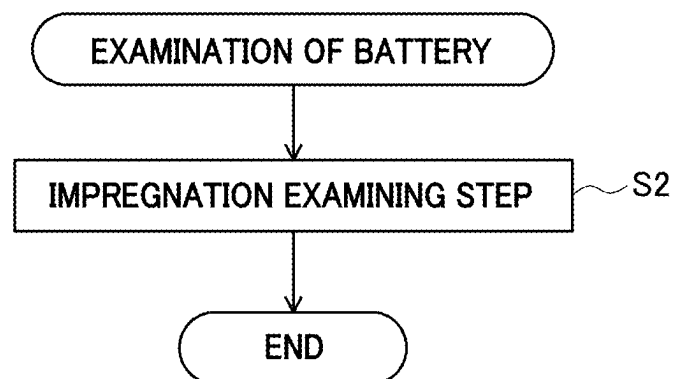 EXAMINATION OF BATTERY
IMPREGNATION EXAMINING STEP
S2
END